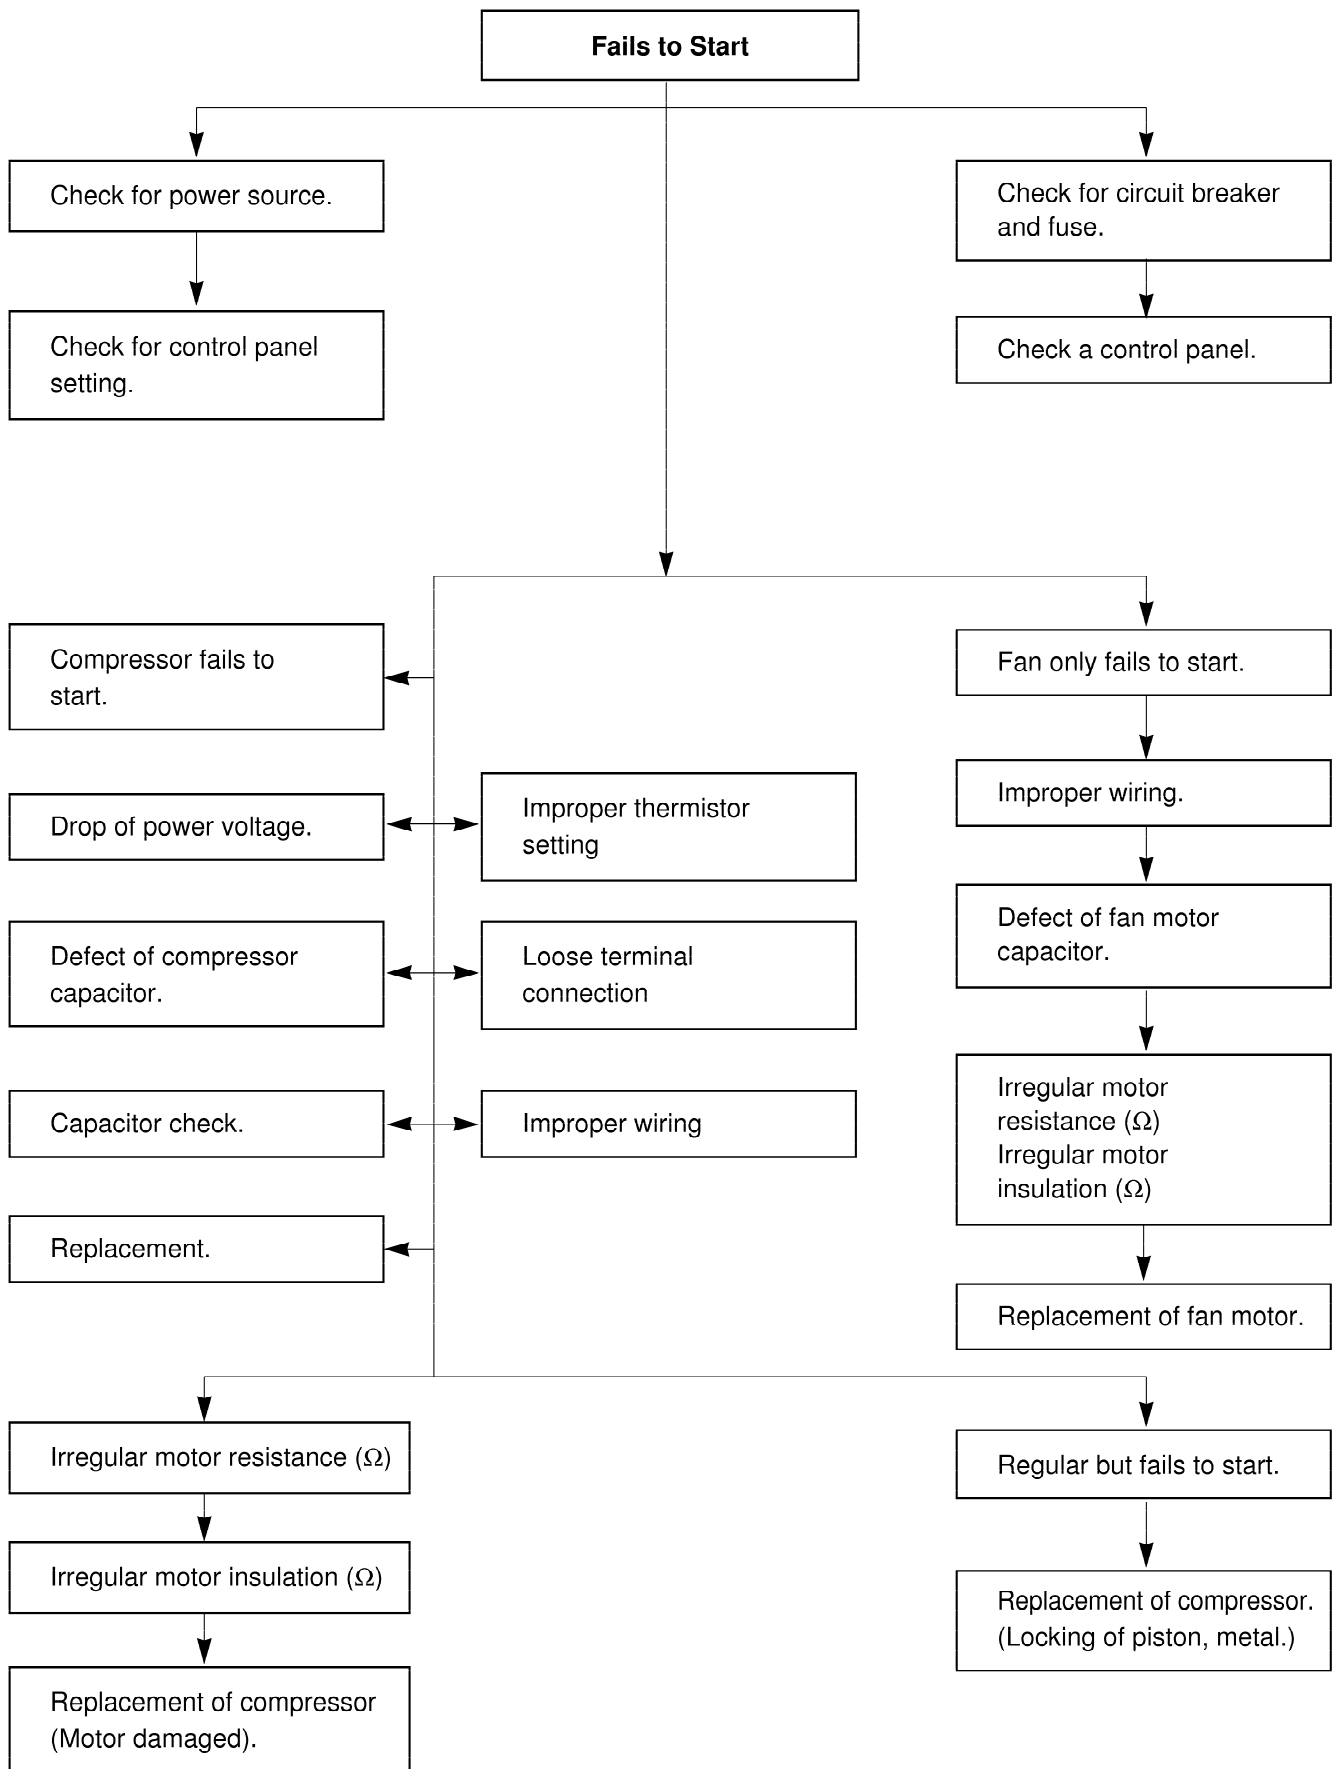 Fails to Start
Check for power source.
Check for circuit breaker
and fuse.
Check for control panel
setting.
Check a control panel.
Compressor fails to
start.
Fan only fails to start.
Drop of power voltage.
Improper thermistor
setting
Improper wiring.
Defect of compressor
capacitor.
Loose terminal
connection
Defect of fan motor
capacitor.
Capacitor check.
Improper wiring
Irregular motor
resistance (Ω)
Irregular motor
insulation (Ω)
Replacement.
Replacement of fan motor.
Irregular motor resistance (Ω)
Regular but fails to start.
Irregular motor insulation (Ω)
Replacement of compressor.
(Locking of piston, metal.)
Replacement of compressor
(Motor damaged).